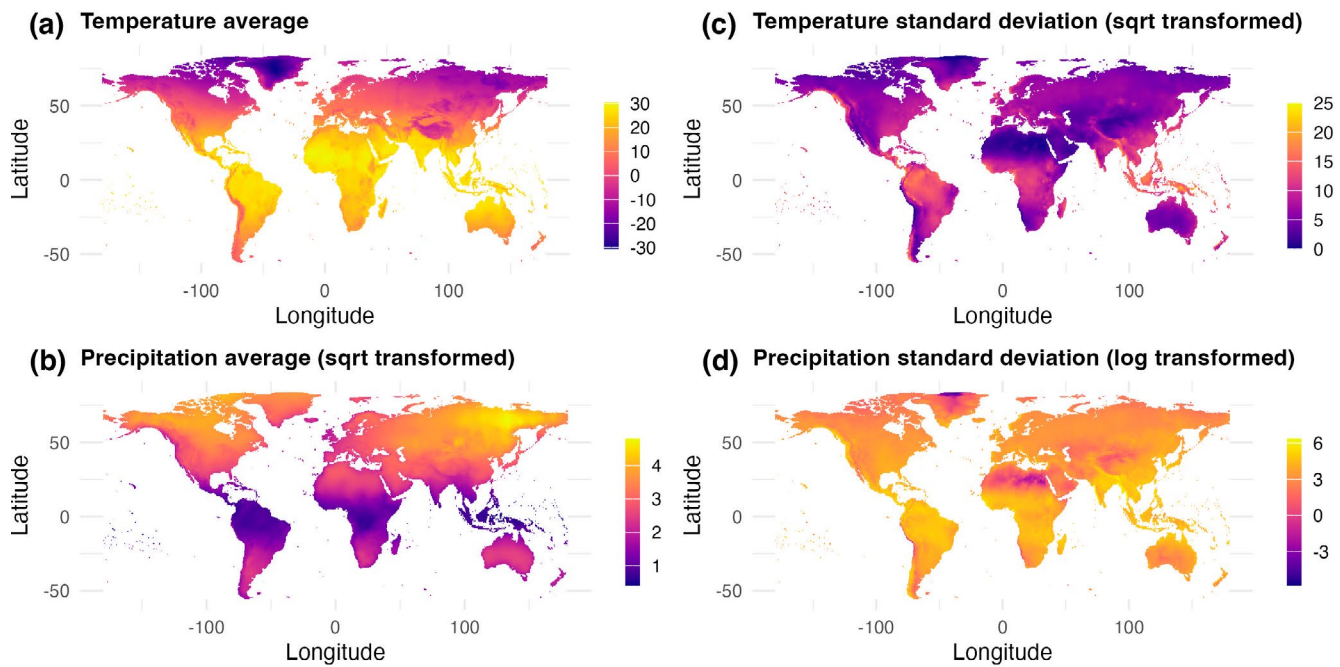 (a) Temperature average
Latitude
50
0
-50
-100 0 100
Longitude
30
20
10
0
-10
-20
-30
(c) Temperature standard deviation (sqrt transformed)
Latitude
50
0
-50
-100 0 100
Longitude
25
20
15
10
5
0
(b) Precipitation average (sqrt transformed)
Latitude
50
0
-50
-100 0 100
Longitude
4
3
2
1
(d) Precipitation standard deviation (log transformed)
Latitude
50
0
-50
-100 0 100
Longitude
6
3
0
-3